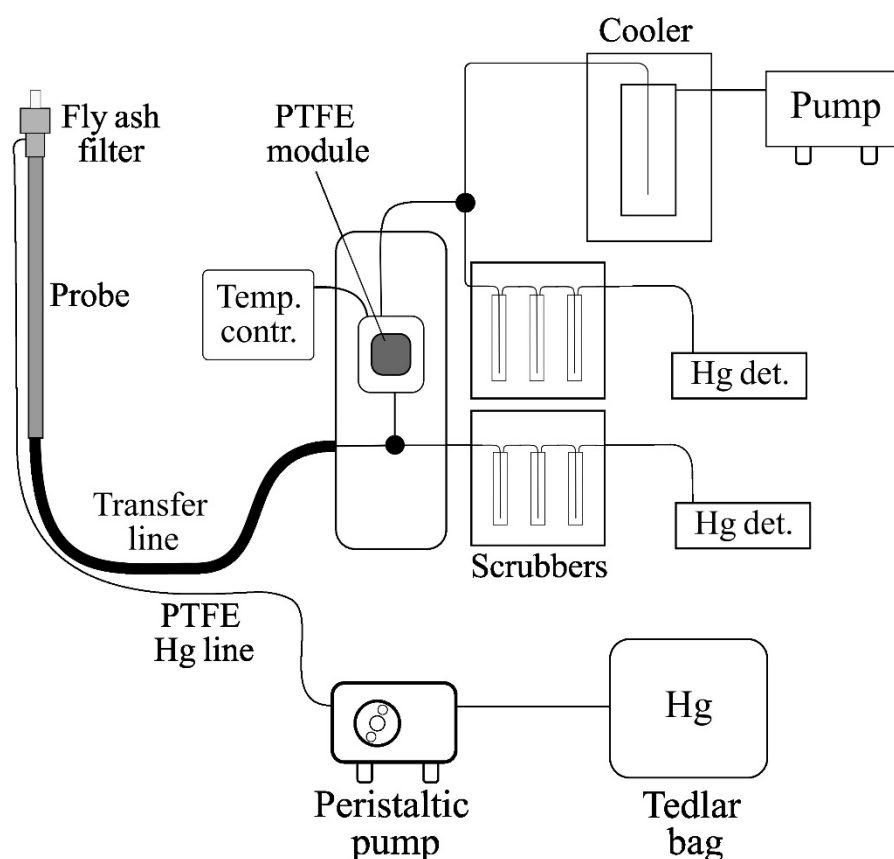 Cooler
Pump
Fly ash
filter
PTFE
module
Probe
Temp.
contr.
Hg det.
Transfer
line
Hg det.
Scrubbers
PTFE
Hg line
Hg
Peristaltic
pump
Tedlar
bag